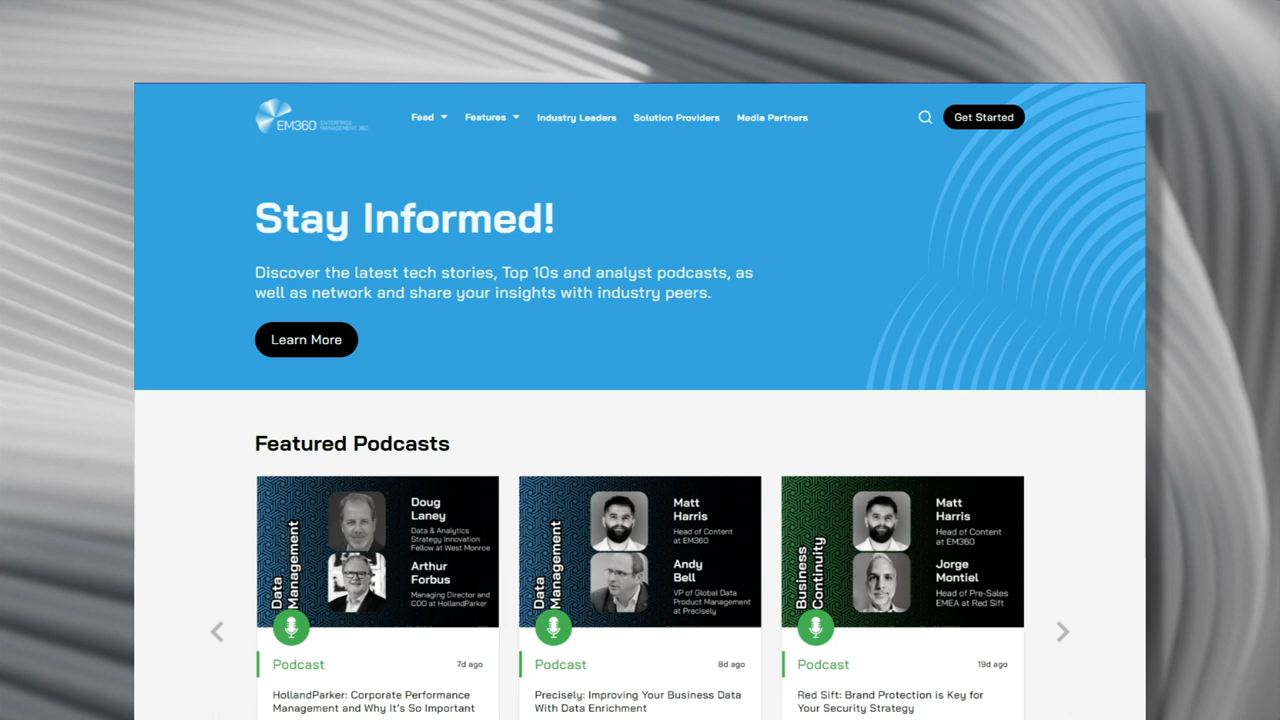 EM360 ENTERPRISE
MANAGEMENT 360
Feed
Features
Industry Leaders
Solution Providers
Media Partners
Get Started
Stay Informed!
Discover the latest tech stories, Top 10s and analyst podcasts, as
well as network and share your insights with industry peers.
Learn More
Featured Podcasts
Data
Management
Doug
Laney
Data & Analytics
Strategy Innovation
Fellow at West Monroe
Arthur
Forbus
Managing Director and
COO at HollandParker
Podcast
7d ago
HollandParker: Corporate Performance
Management and Why It's So Important
Data
Management
Matt
Harris
Head of Content
at EM360
Andy
Bell
VP of Global Data
Product Management
at Precisely
Podcast
8d ago
Precisely: Improving Your Business Data
With Data Enrichment
Business
Continuity
Matt
Harris
Head of Content
at EM360
Jorge
Montiel
Head of Pre-Sales
EMEA at Red Sift
Podcast
19d ago
Red Sift: Brand Protection is Key for
Your Security Strategy